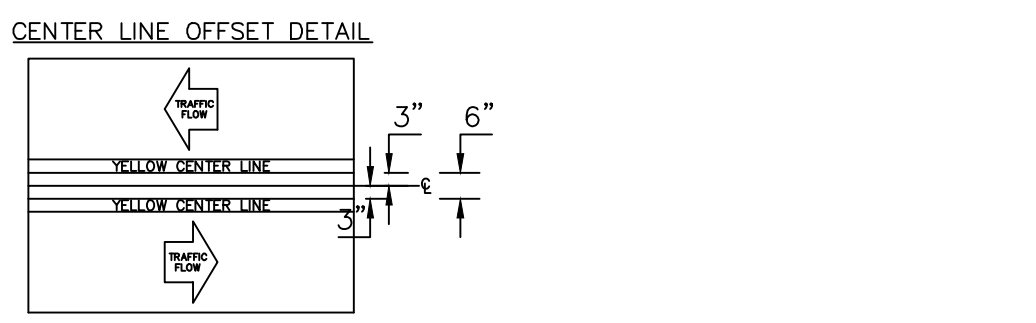 CENTER LINE OFFSET DETAIL
TRAFFIC
FLOW
3" 6"
YELLOW CENTER LINE
℄
YELLOW CENTER LINE
3"
TRAFFIC
FLOW